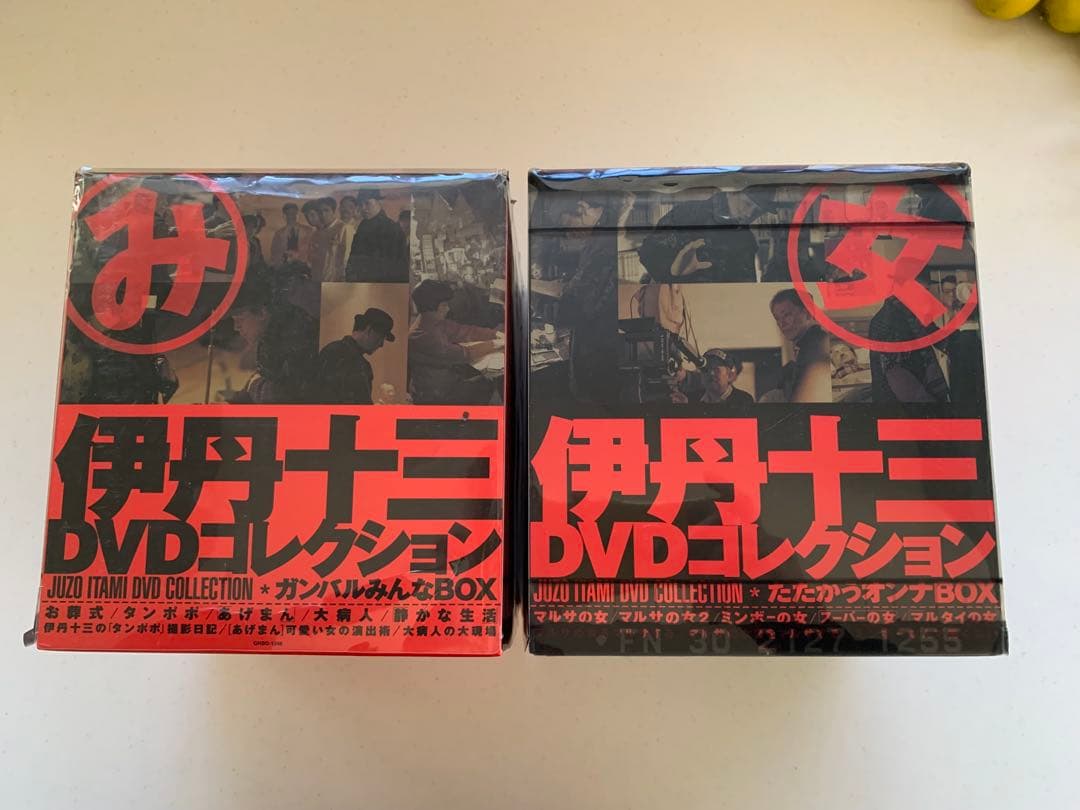 み
伊丹十三
DVDコレクション
JUZO ITAMI DVD COLLECTION * ガンバルみんなBOX
お葬式/タンポポ/あげまん/大病人/静かな生活
伊丹十三の「タンポポ」撮影日記/[あげまん]可愛い女の演出術/大病人の大現場
女
伊丹十三
DVDコレクション
JUZO ITAMI DVD COLLECTION * たたかうオンナBOX
マルサの女/マルサの女2/ミンボーの女/スーパーの女/マルタイの女
FN 30 2127 1255